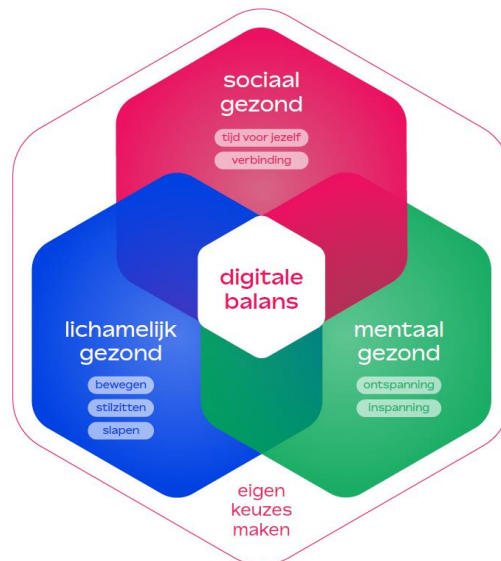 sociaal
gezond
tijd voor jezelf
verbinding
digitale
balans
lichamelijk
gezond
bewegen
stilzitten
slapen
mentaal
gezond
ontspanning
inspanning
eigen
keuzes
maken